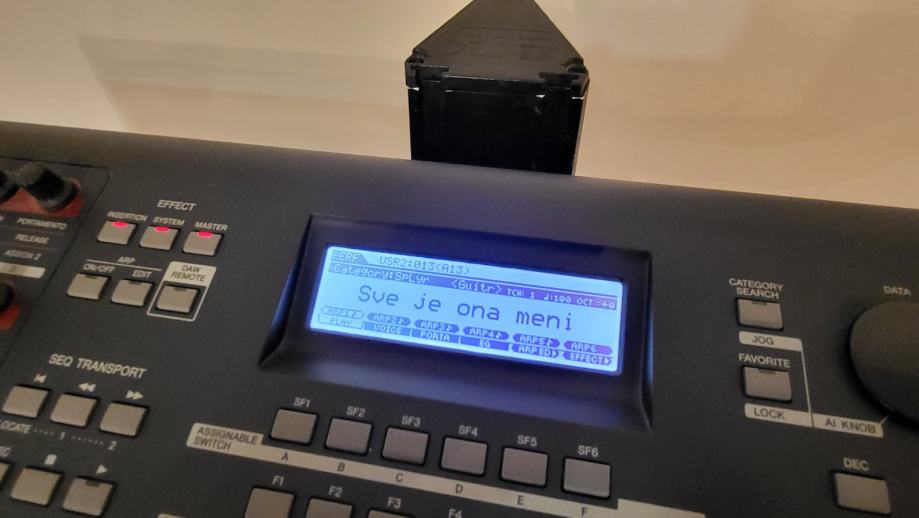 EFFECT
INSERTION SYSTEM MASTER
PORTAMENTO
RELEASE
ASSIGN 2
ARP
ON/OFF EDIT
DAW
REMOTE
PERF USR2:013(A13)
Category:SpLyr <Guitr> TCH: 1 ♩:100 OCT:+0
Sve je ona meni
ARP2♪ ARP3♪ ARP4♪ ARP5♪ ARP6
PLAY VOICE PORTA EG ARP ED EFFECT
CATEGORY
SEARCH
DATA
JOG
FAVORITE
LOCK
AI KNOB
DEC
SEQ TRANSPORT
LOCATE 1 2
ASSIGNABLE
SWITCH
SF1 SF2 SF3 SF4 SF5 SF6
A B C D E F
F1 F2 F3 F4